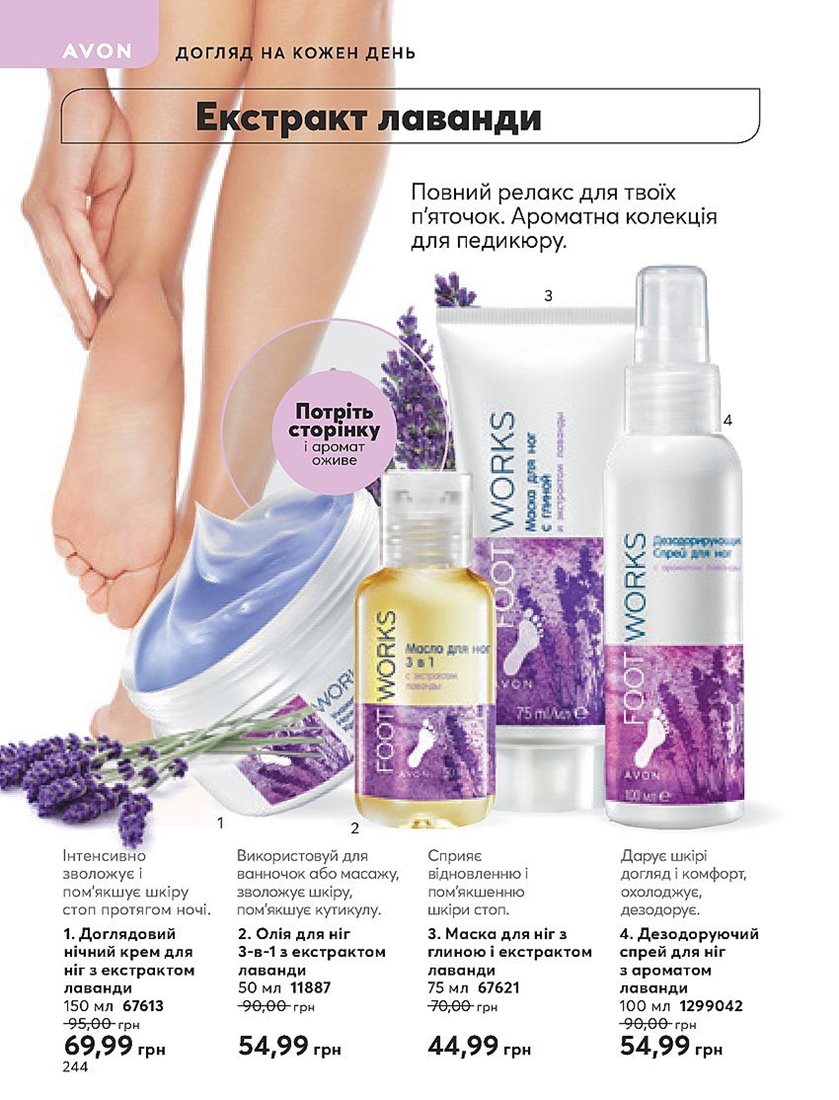 AVON
ДОГЛЯД НА КОЖЕН ДЕНЬ
Екстракт лаванди
Повний релакс для твоїх
п'яточок. Ароматна колекція
для педикюру.
3
4
Потріть
сторінку
і аромат
оживе
FOOT WORKS
Маска для ног
с глиной
и экстрактом лаванды
AVON
75 ml/мл e
FOOT WORKS
Дезодорирующий
Спрей для ног
с ароматом лаванды
AVON
100 мл e
FOOT WORKS
Масло для ног
3 в 1
с экстрактом
лаванды
AVON
WORKS
1
2
Інтенсивно
зволожує і
пом'якшує шкіру
стоп протягом ночі.
1. Доглядовий
нічний крем для
ніг з екстрактом
лаванди
150 мл 67613
95,00 грн
69,99 грн
Використовуй для
ванночок або масажу,
зволожує шкіру,
пом'якшує кутикулу.
2. Олія для ніг
3-в-1 з екстрактом
лаванди
50 мл 11887
90,00 грн
54,99 грн
Сприяє
відновленню і
пом'якшенню
шкіри стоп.
3. Маска для ніг з
глиною і екстрактом
лаванди
75 мл 67621
70,00 грн
44,99 грн
Дарує шкірі
догляд і комфорт,
охолоджує,
дезодорує.
4. Дезодоруючий
спрей для ніг
з ароматом
лаванди
100 мл 1299042
90,00 грн
54,99 грн
244